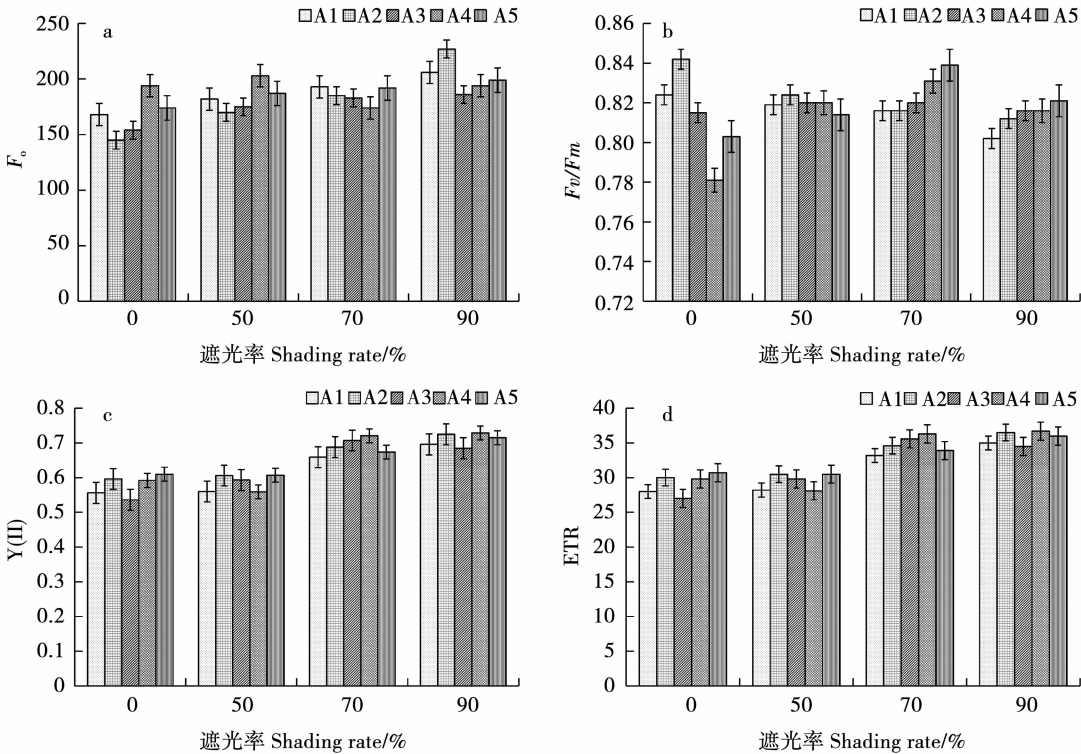 A1 A2 A3 A4 A5
a
250
200
150
100
50
0
Fo
0 50 70 90
遮光率 Shading rate/%
A1 A2 A3 A4 A5
b
0.86
0.84
0.82
0.80
0.78
0.76
0.74
0.72
Fv/Fm
0 50 70 90
遮光率 Shading rate/%
A1 A2 A3 A4 A5
c
0.8
0.7
0.6
0.5
0.4
0.3
0.2
0.1
0
Y(II)
0 50 70 90
遮光率 Shading rate/%
A1 A2 A3 A4 A5
d
40
35
30
25
20
15
10
5
0
ETR
0 50 70 90
遮光率 Shading rate/%